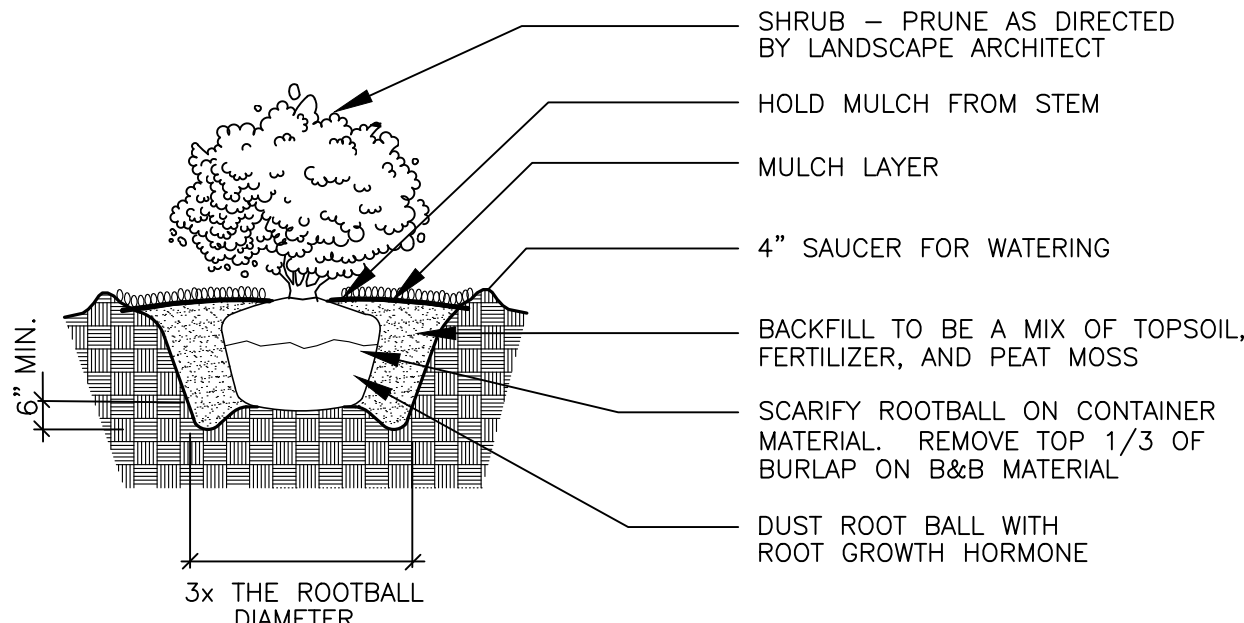 SHRUB – PRUNE AS DIRECTED
BY LANDSCAPE ARCHITECT
HOLD MULCH FROM STEM
MULCH LAYER
4" SAUCER FOR WATERING
BACKFILL TO BE A MIX OF TOPSOIL,
FERTILIZER, AND PEAT MOSS
SCARIFY ROOTBALL ON CONTAINER
MATERIAL. REMOVE TOP 1/3 OF
BURLAP ON B&B MATERIAL
DUST ROOT BALL WITH
ROOT GROWTH HORMONE
6" MIN.
3x THE ROOTBALL
DIAMETER